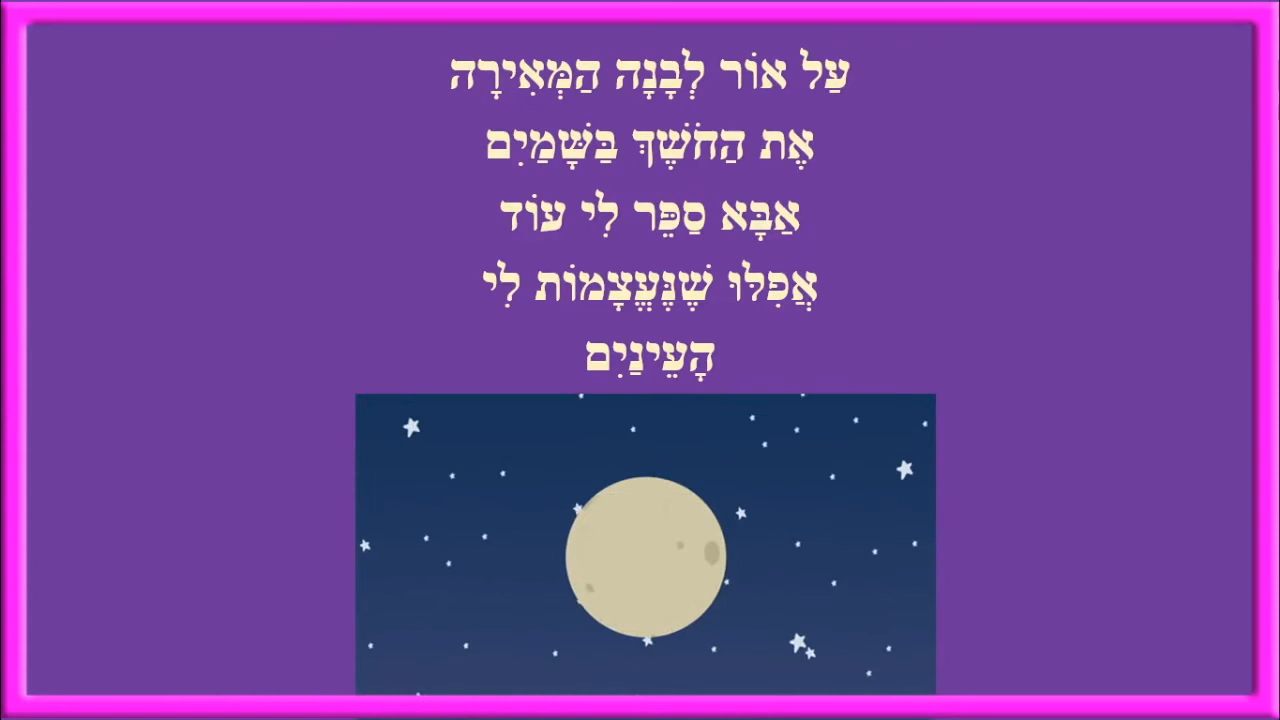 עַל אוֹר לְבָנָה הַמְּאִירָה
אֶת הַחֹשֶׁךְ בַּשָּׁמַיִם
אַבָּא סַפֵּר לִי עוֹד
אֲפִלּוּ שֶׁנֶּעֱצָמוֹת לִי
הָעֵינַיִם